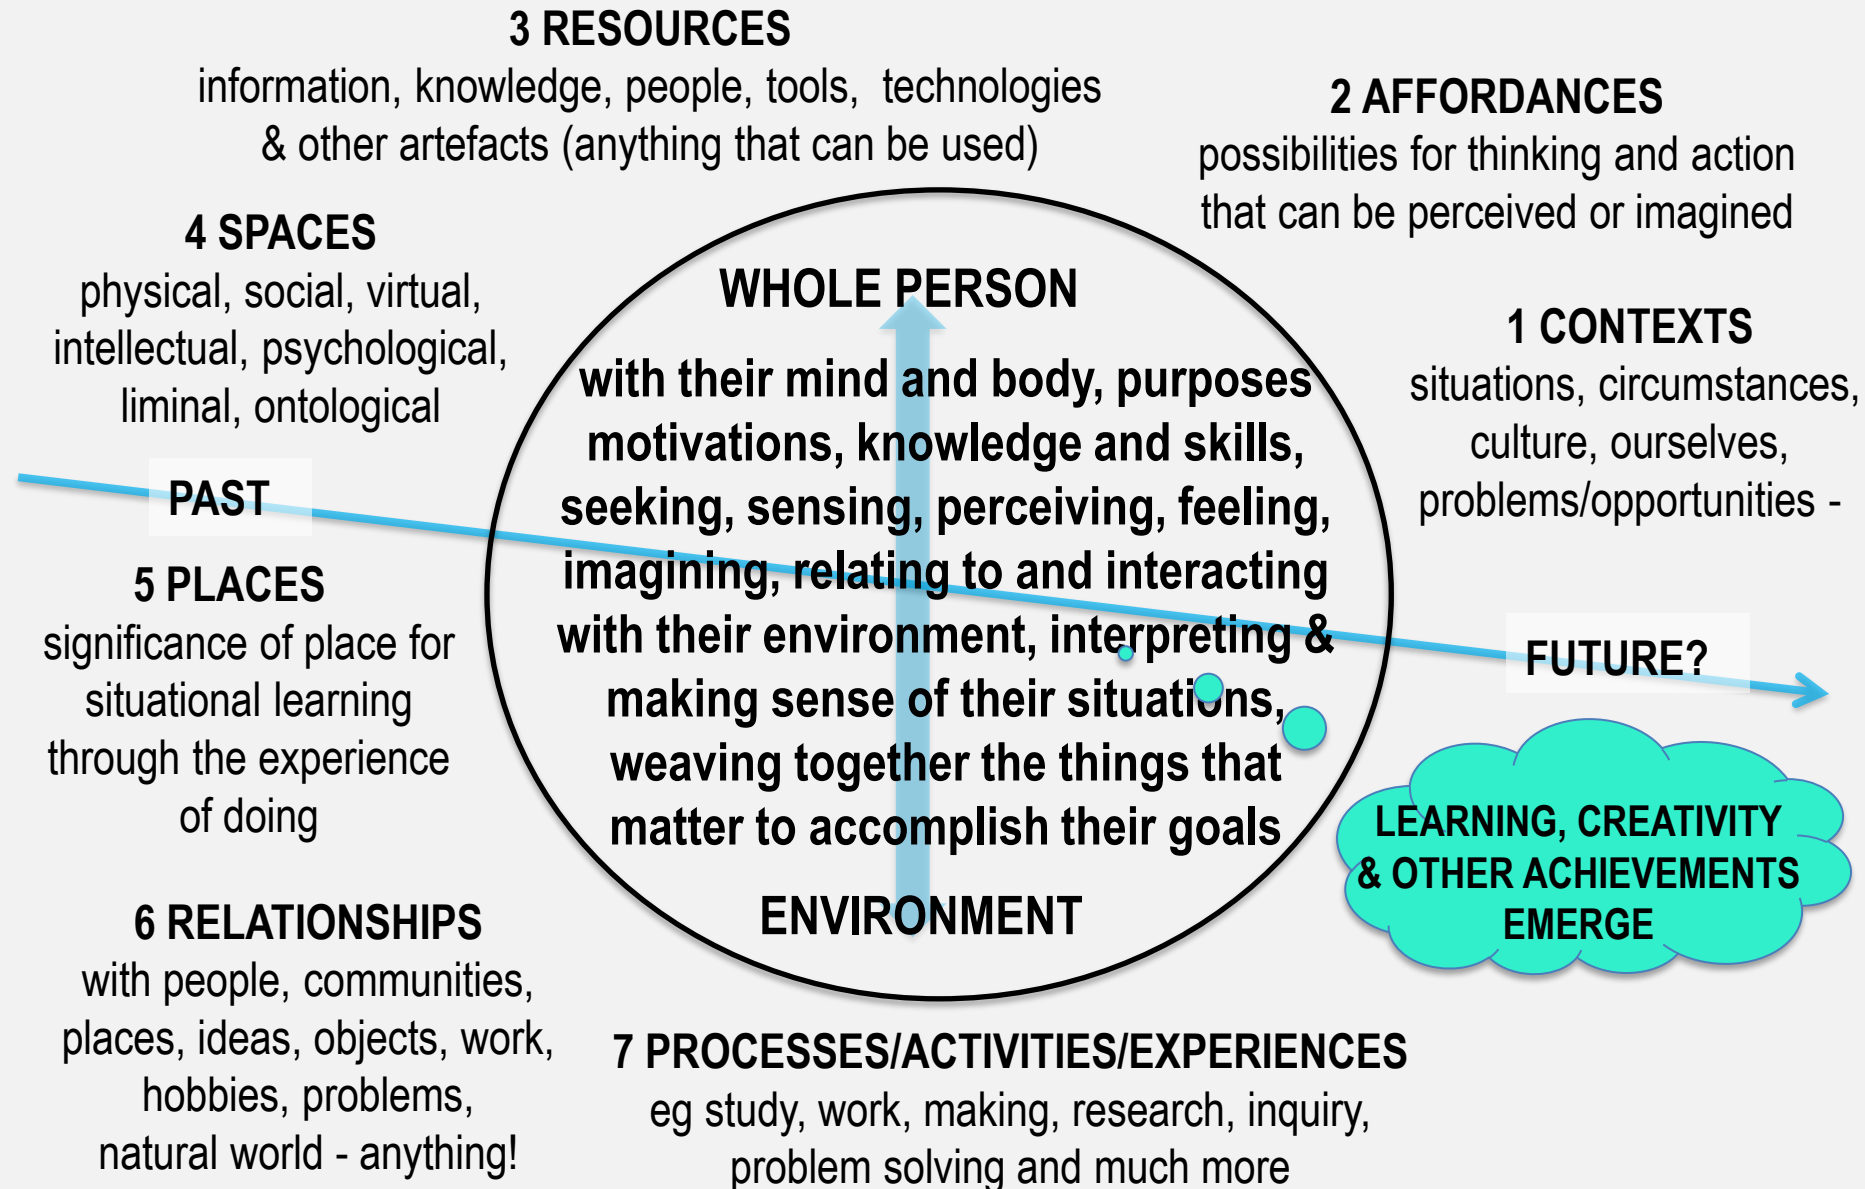 3 RESOURCES
information, knowledge, people, tools, technologies
& other artefacts (anything that can be used)
2 AFFORDANCES
possibilities for thinking and action
that can be perceived or imagined
4 SPACES
physical, social, virtual,
intellectual, psychological,
liminal, ontological
1 CONTEXTS
situations, circumstances,
culture, ourselves,
problems/opportunities -
WHOLE PERSON
with their mind and body, purposes
motivations, knowledge and skills,
seeking, sensing, perceiving, feeling,
imagining, relating to and interacting
with their environment, interpreting &
making sense of their situations,
weaving together the things that
matter to accomplish their goals
ENVIRONMENT
PAST
FUTURE?
5 PLACES
significance of place for
situational learning
through the experience
of doing
LEARNING, CREATIVITY
& OTHER ACHIEVEMENTS
EMERGE
6 RELATIONSHIPS
with people, communities,
places, ideas, objects, work,
hobbies, problems,
natural world - anything!
7 PROCESSES/ACTIVITIES/EXPERIENCES
eg study, work, making, research, inquiry,
problem solving and much more